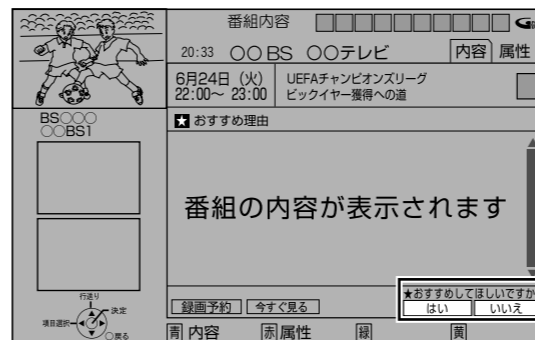 番組内容
20:33 ○○ BS ○○テレビ 内容 属性
6月24日 (火)
22:00～ 23:00
UEFAチャンピオンズリーグ
ビックイヤー獲得への道
BS○○○
○○BS1
★ おすすめ理由
番組の内容が表示されます
★おすすめしてほしいですか
はい いいえ
録画予約 今すぐ見る
行送り
決定
項目選択
戻る
青 内容 赤 属性 緑 黄